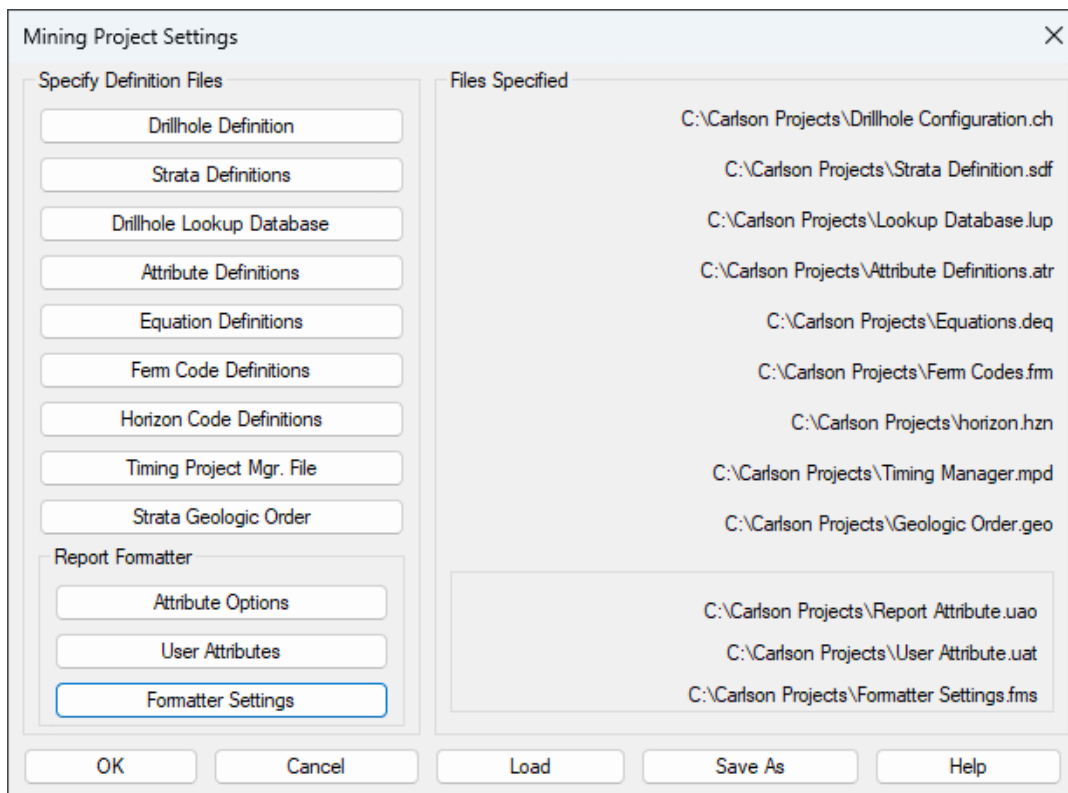 Mining Project Settings
Specify Definition Files
Files Specified
Drillhole Definition
C:\Carlson Projects\Drillhole Configuration.ch
Strata Definitions
C:\Carlson Projects\Strata Definition.sdf
Drillhole Lookup Database
C:\Carlson Projects\Lookup Database.lup
Attribute Definitions
C:\Carlson Projects\Attribute Definitions.atr
Equation Definitions
C:\Carlson Projects\Equations.deq
Ferm Code Definitions
C:\Carlson Projects\Ferm Codes.frm
Horizon Code Definitions
C:\Carlson Projects\horizon.hzn
Timing Project Mgr. File
C:\Carlson Projects\Timing Manager.mpd
Strata Geologic Order
C:\Carlson Projects\Geologic Order.geo
Report Formatter
Attribute Options
C:\Carlson Projects\Report Attribute.uao
User Attributes
C:\Carlson Projects\User Attribute.uat
Formatter Settings
C:\Carlson Projects\Formatter Settings.fms
OK
Cancel
Load
Save As
Help